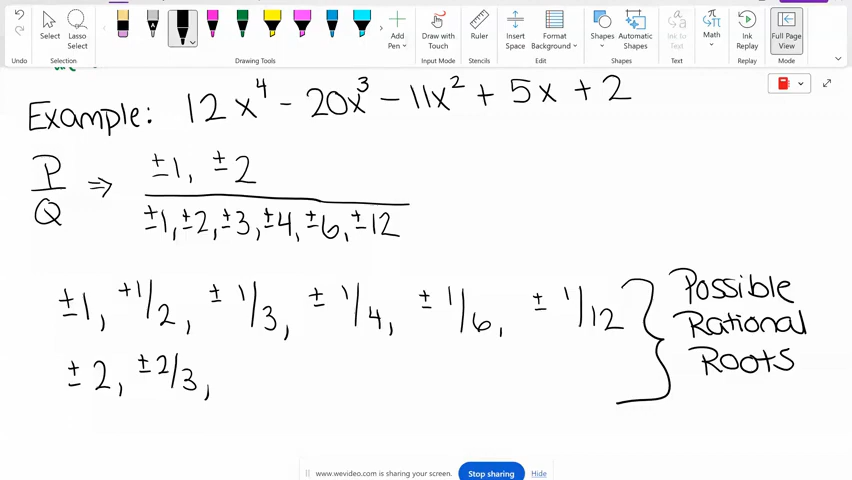 Undo
Select
Lasso Select
Selection
Drawing Tools
Add Pen
Draw with Touch
Input Mode
Ruler
Stencils
Insert Space
Format Background
Edit
Shapes
Automatic Shapes
Shapes
Ink to Text
Text
Math
Math
Ink Replay
Replay
Full Page View
Mode
Example: 12x⁴ - 20x³ - 11x² + 5x + 2
P/Q ⇒ ±1, ±2
±1, ±2, ±3, ±4, ±6, ±12
±1, +1/2, ± 1/3, ± 1/4, ± 1/6, ± 1/12
± 2, ±2/3,
Possible
Rational
Roots
www.wevideo.com is sharing your screen. Stop sharing Hide